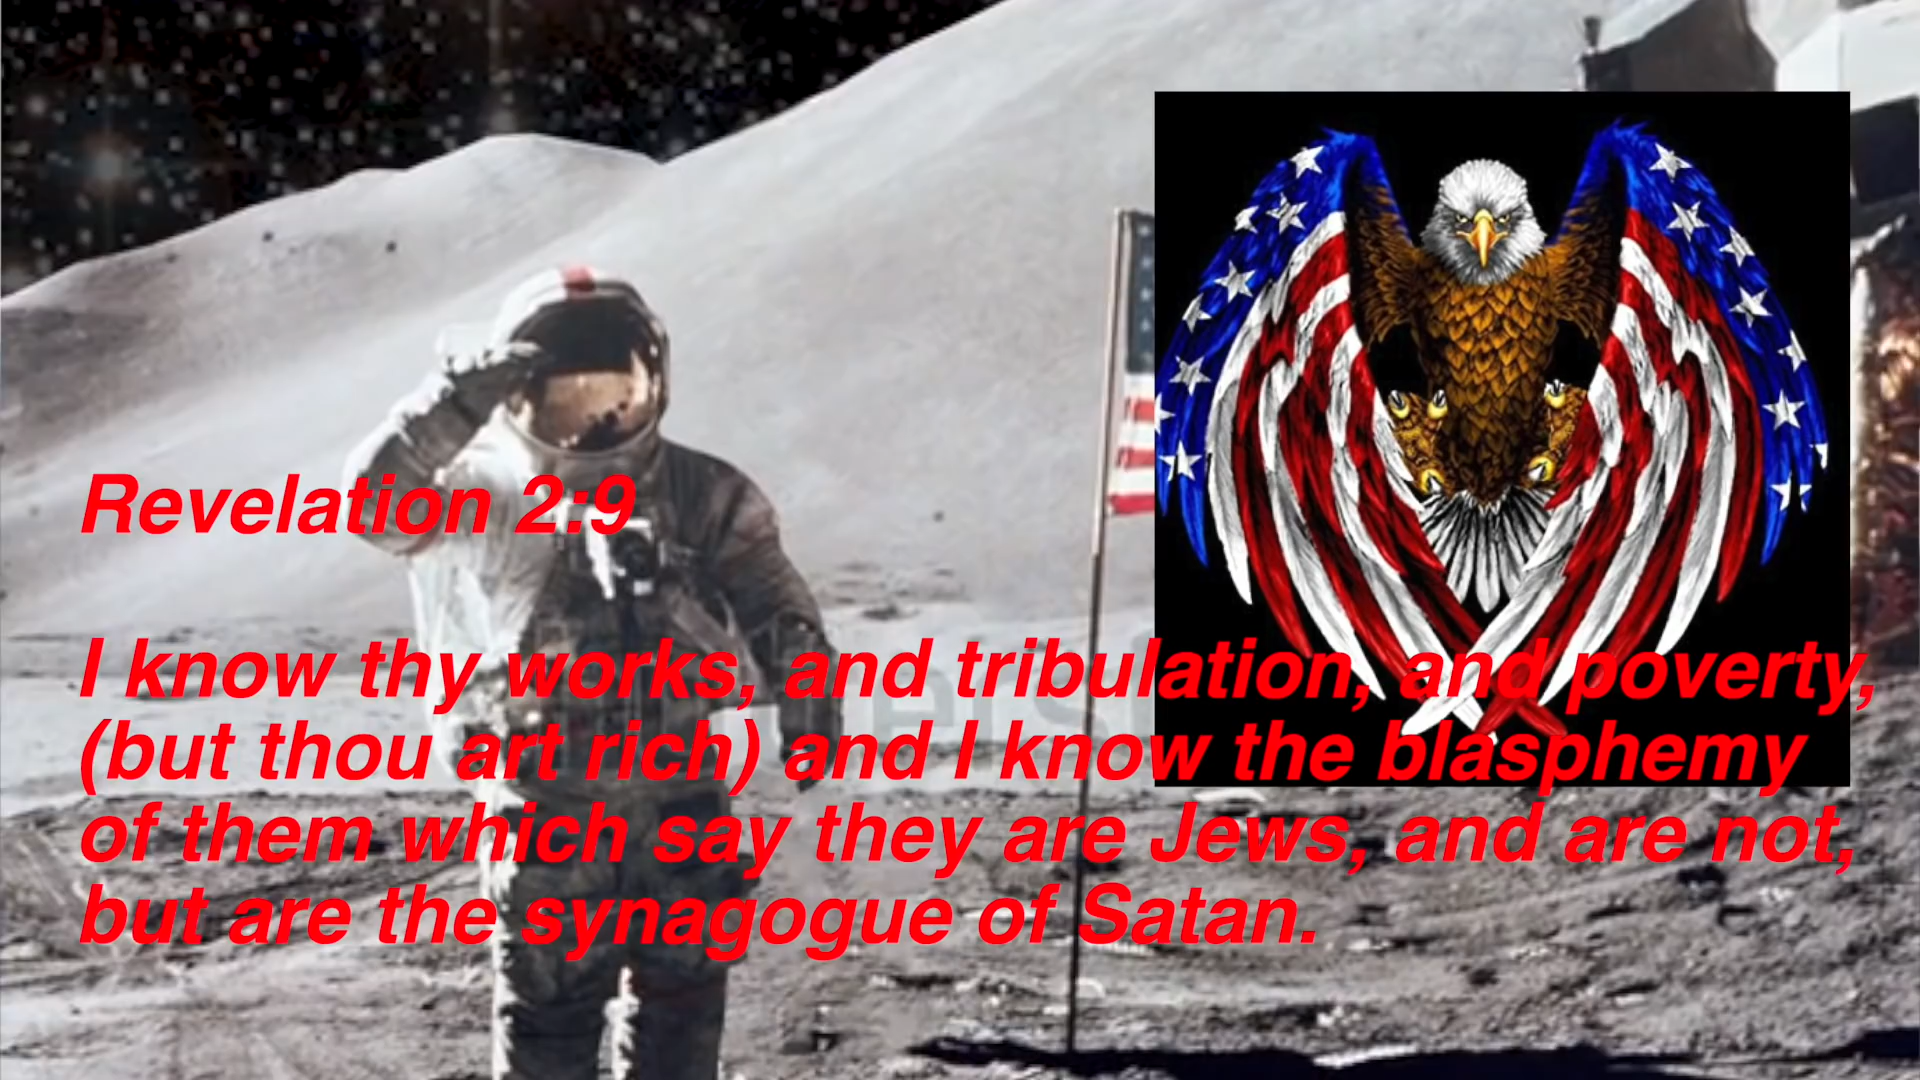 Revelation 2:9
I know thy works, and tribulation, and poverty,
(but thou art rich) and I know the blasphemy
of them which say they are Jews, and are not,
but are the synagogue of Satan.